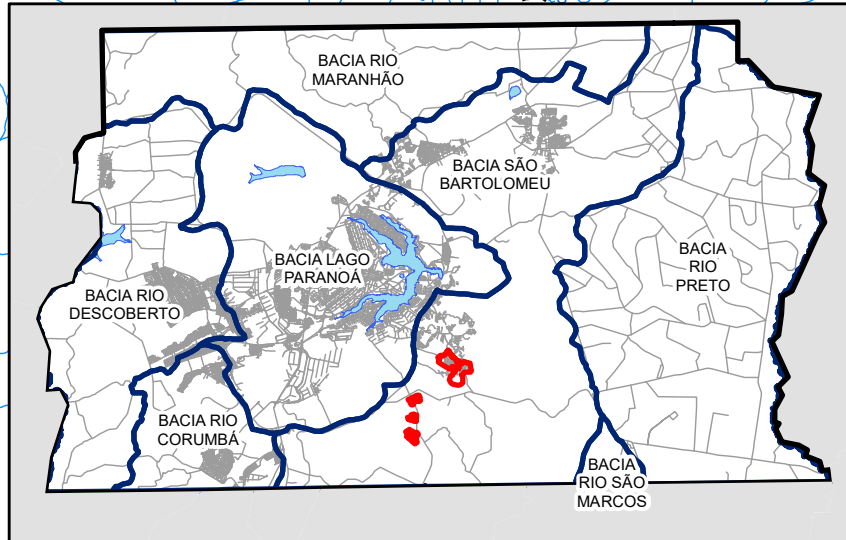 BACIA RIO
MARANHÃO
BACIA SÃO
BARTOLOMEU
BACIA LAGO
PARANOÁ
BACIA
RIO
PRETO
BACIA RIO
DESCOBERTO
BACIA RIO
CORUMBÁ
BACIA
RIO SÃO
MARCOS